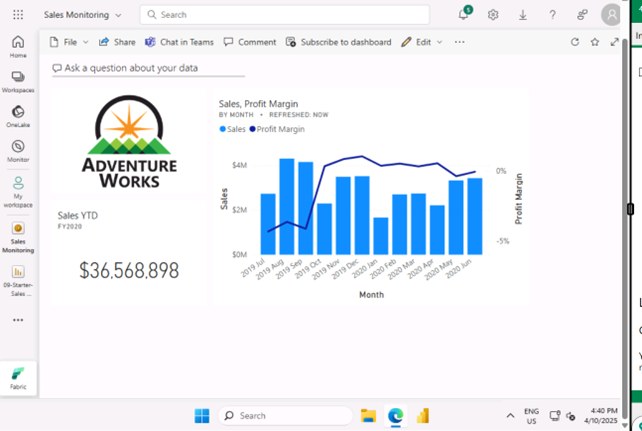 Sales Monitoring
Search
5
File
Share
Chat in Teams
Comment
Subscribe to dashboard
Edit
Home
Workspaces
OneLake
Monitor
My
workspace
Sales
Monitoring
09-Starter-
Sales ...
Fabric
Ask a question about your data
ADVENTURE
WORKS
Sales YTD
FY2020
$36,568,898
Sales, Profit Margin
BY MONTH • REFRESHED: NOW
Sales Profit Margin
$4M
$2M
$0M
Sales
0%
-5%
Profit Margin
2019 Jul
2019 Aug
2019 Sep
2019 Oct
2019 Nov
2019 Dec
2020 Jan
2020 Feb
2020 Mar
2020 Apr
2020 May
2020 Jun
Month
Search
ENG
US
4:40 PM
4/10/2025